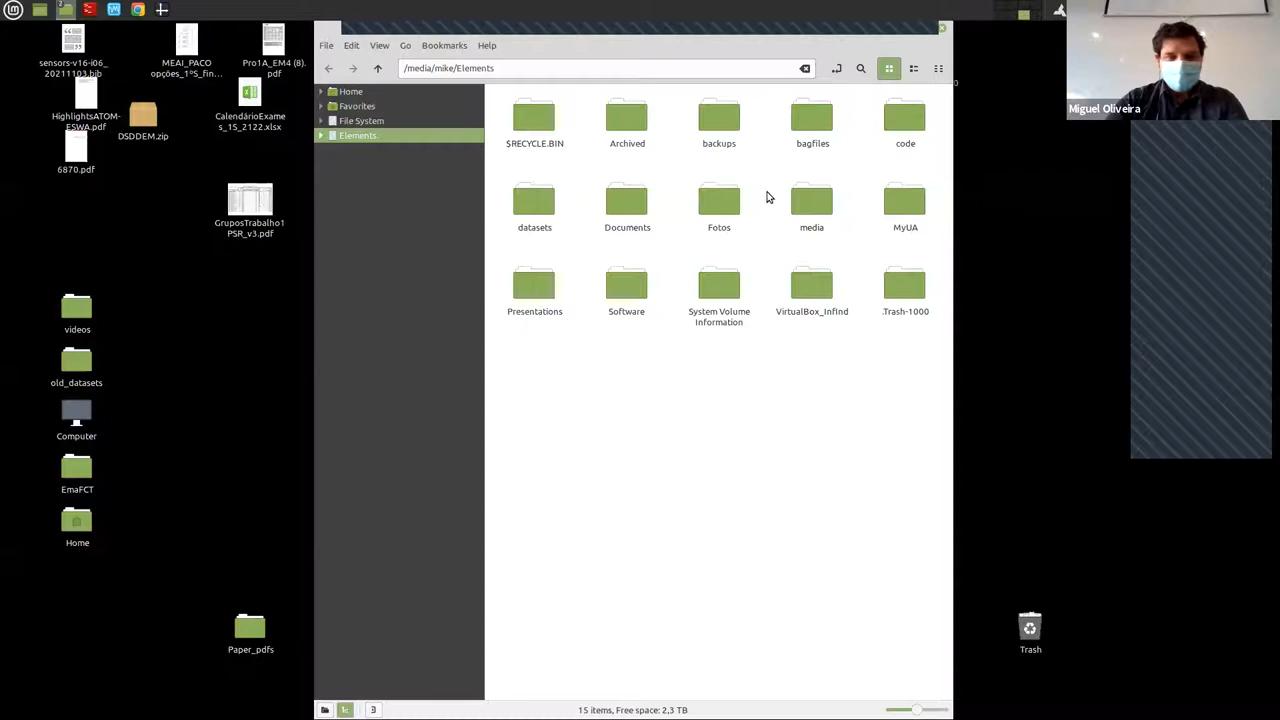 File Edit View Go Bookmarks Help
/media/mike/Elements
Home
Favorites
File System
Elements
$RECYCLE.BIN
Archived
backups
bagfiles
code
datasets
Documents
Fotos
media
MyUA
Presentations
Software
System Volume
Information
VirtualBox_Infind
.Trash-1000
15 items, Free space: 2,3 TB
sensors-v16-i06_
20211103.bib
MEAI_PACO
opções_1ºS_fin...
Pro1A_EM4 (8).
pdf
HighlightsATOM-
ESWA.pdf
DSDDEM.zip
CalendárioExame
s_1S_2122.xlsx
6870.pdf
GruposTrabalho1
PSR_v3.pdf
videos
old_datasets
Computer
EmaFCT
Home
Paper_pdfs
Trash
Miguel Oliveira